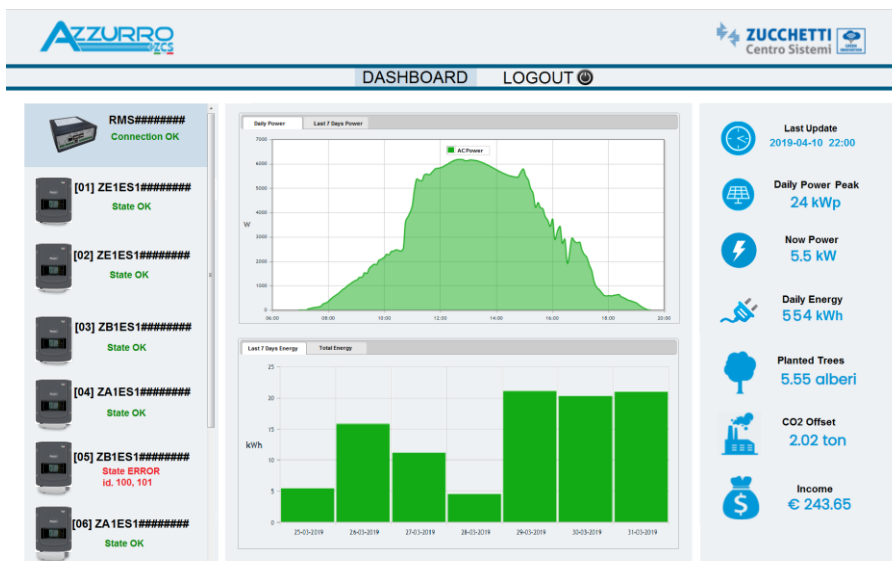 AZZURRO
ZCS
ZUCCHETTI
Centro Sistemi
DASHBOARD LOGOUT
RMS########
Connection OK
[01] ZE1ES1########
State OK
[02] ZE1ES1########
State OK
[03] ZB1ES1########
State OK
[04] ZA1ES1########
State OK
[05] ZB1ES1########
State ERROR
id. 100, 101
[06] ZA1ES1########
State OK
Daily Power Last 7 Days Power
AC Power
W
7000
6000
5000
4000
3000
2000
1000
0
06:00 08:00 10:00 12:00 14:00 16:00 18:00 20:00
Last 7 Days Energy Total Energy
kWh
25
20
15
10
5
0
25-03-2019 26-03-2019 27-03-2019 28-03-2019 29-03-2019 30-03-2019 31-03-2019
Last Update
2019-04-10 22:00
Daily Power Peak
24 kWp
Now Power
5.5 kW
Daily Energy
554 kWh
Planted Trees
5.55 alberi
CO2 Offset
2.02 ton
Income
€ 243.65